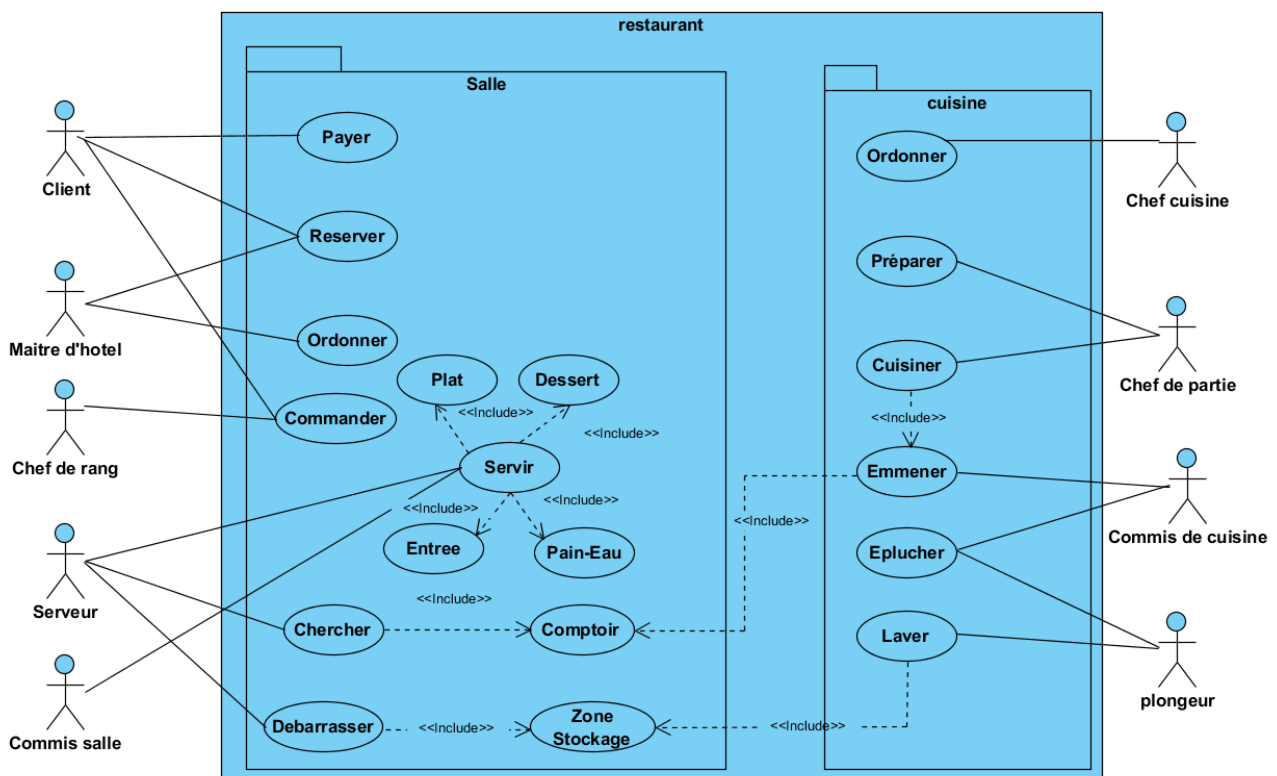 restaurant
Salle
cuisine
Client
Maitre d'hotel
Chef de rang
Serveur
Commis salle
Payer
Reserver
Ordonner
Commander
Plat
Dessert
<<Include>>
<<Include>>
Servir
<<Include>>
<<Include>>
Entree
Pain-Eau
Chercher
<<Include>>
Comptoir
Debarrasser
<<Include>>
Zone
Stockage
<<Include>>
<<Include>>
Ordonner
Préparer
Cuisiner
<<Include>>
Emmener
Eplucher
Laver
Chef cuisine
Chef de partie
Commis de cuisine
plongeur